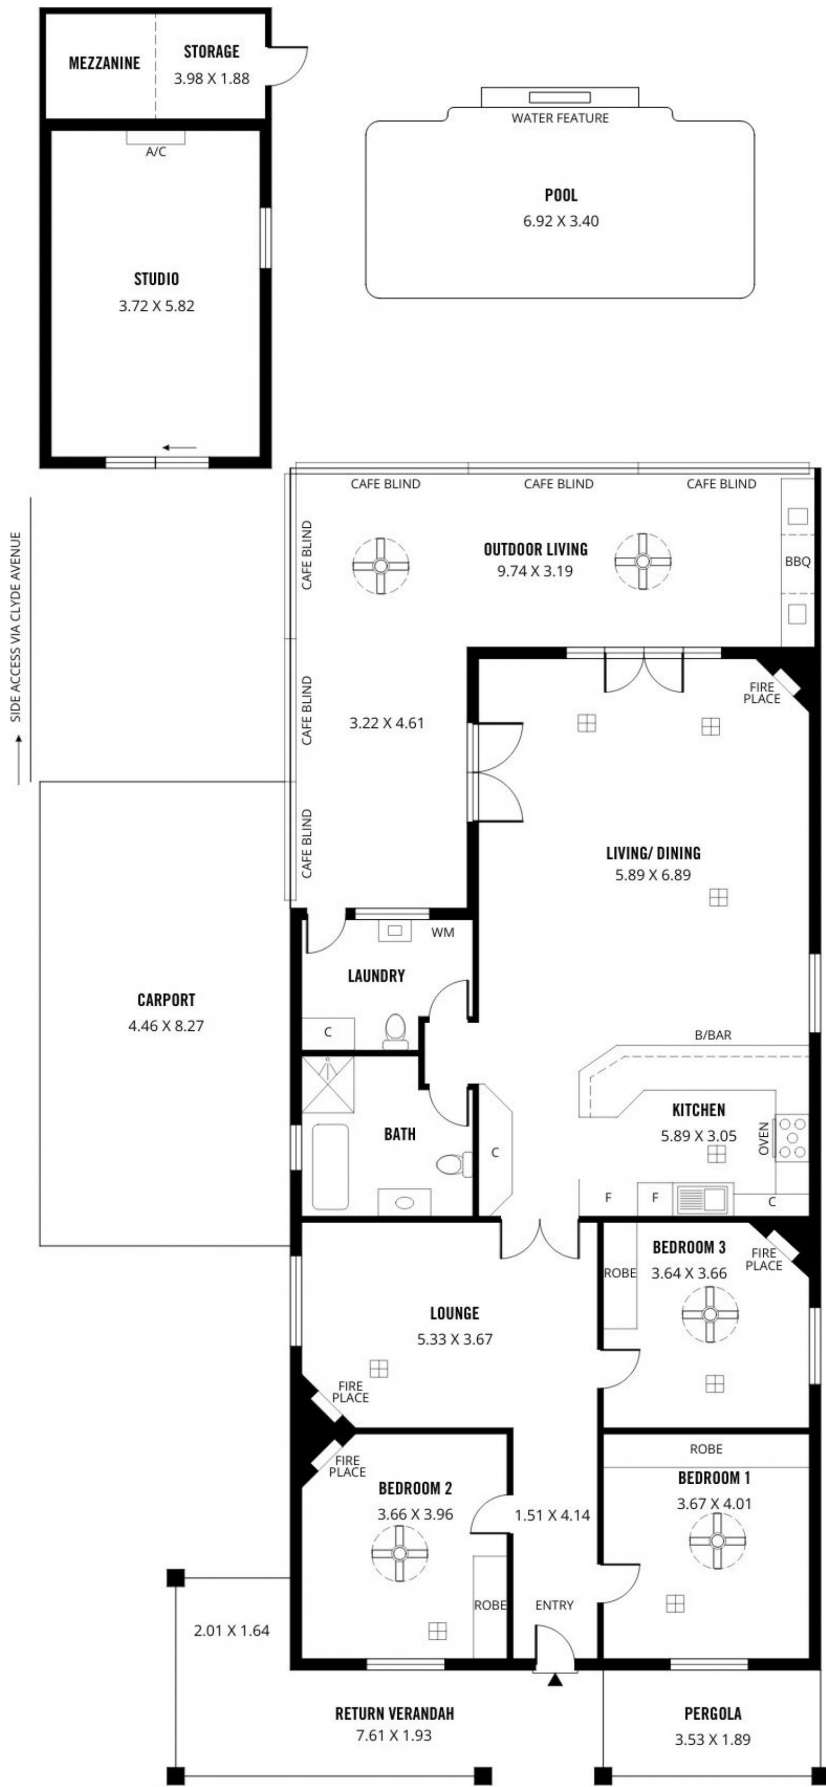 MEZZANINE
STORAGE
3.98 X 1.88
A/C
STUDIO
3.72 X 5.82
WATER FEATURE
POOL
6.92 X 3.40
SIDE ACCESS VIA CLYDE AVENUE
CAFE BLIND
CAFE BLIND
CAFE BLIND
CAFE BLIND
OUTDOOR LIVING
9.74 X 3.19
BBQ
FIRE
PLACE
CAFE BLIND
3.22 X 4.61
CAFE BLIND
LIVING/ DINING
5.89 X 6.89
WM
LAUNDRY
C
CARPORT
4.46 X 8.27
B/BAR
KITCHEN
5.89 X 3.05
OVEN
BATH
C
F
F
C
LOUNGE
5.33 X 3.67
FIRE
PLACE
BEDROOM 3
3.64 X 3.66
ROBE
FIRE
PLACE
FIRE
PLACE
BEDROOM 2
3.66 X 3.96
ROBE
1.51 X 4.14
ENTRY
ROBE
BEDROOM 1
3.67 X 4.01
2.01 X 1.64
RETURN VERANDAH
7.61 X 1.93
PERGOLA
3.53 X 1.89